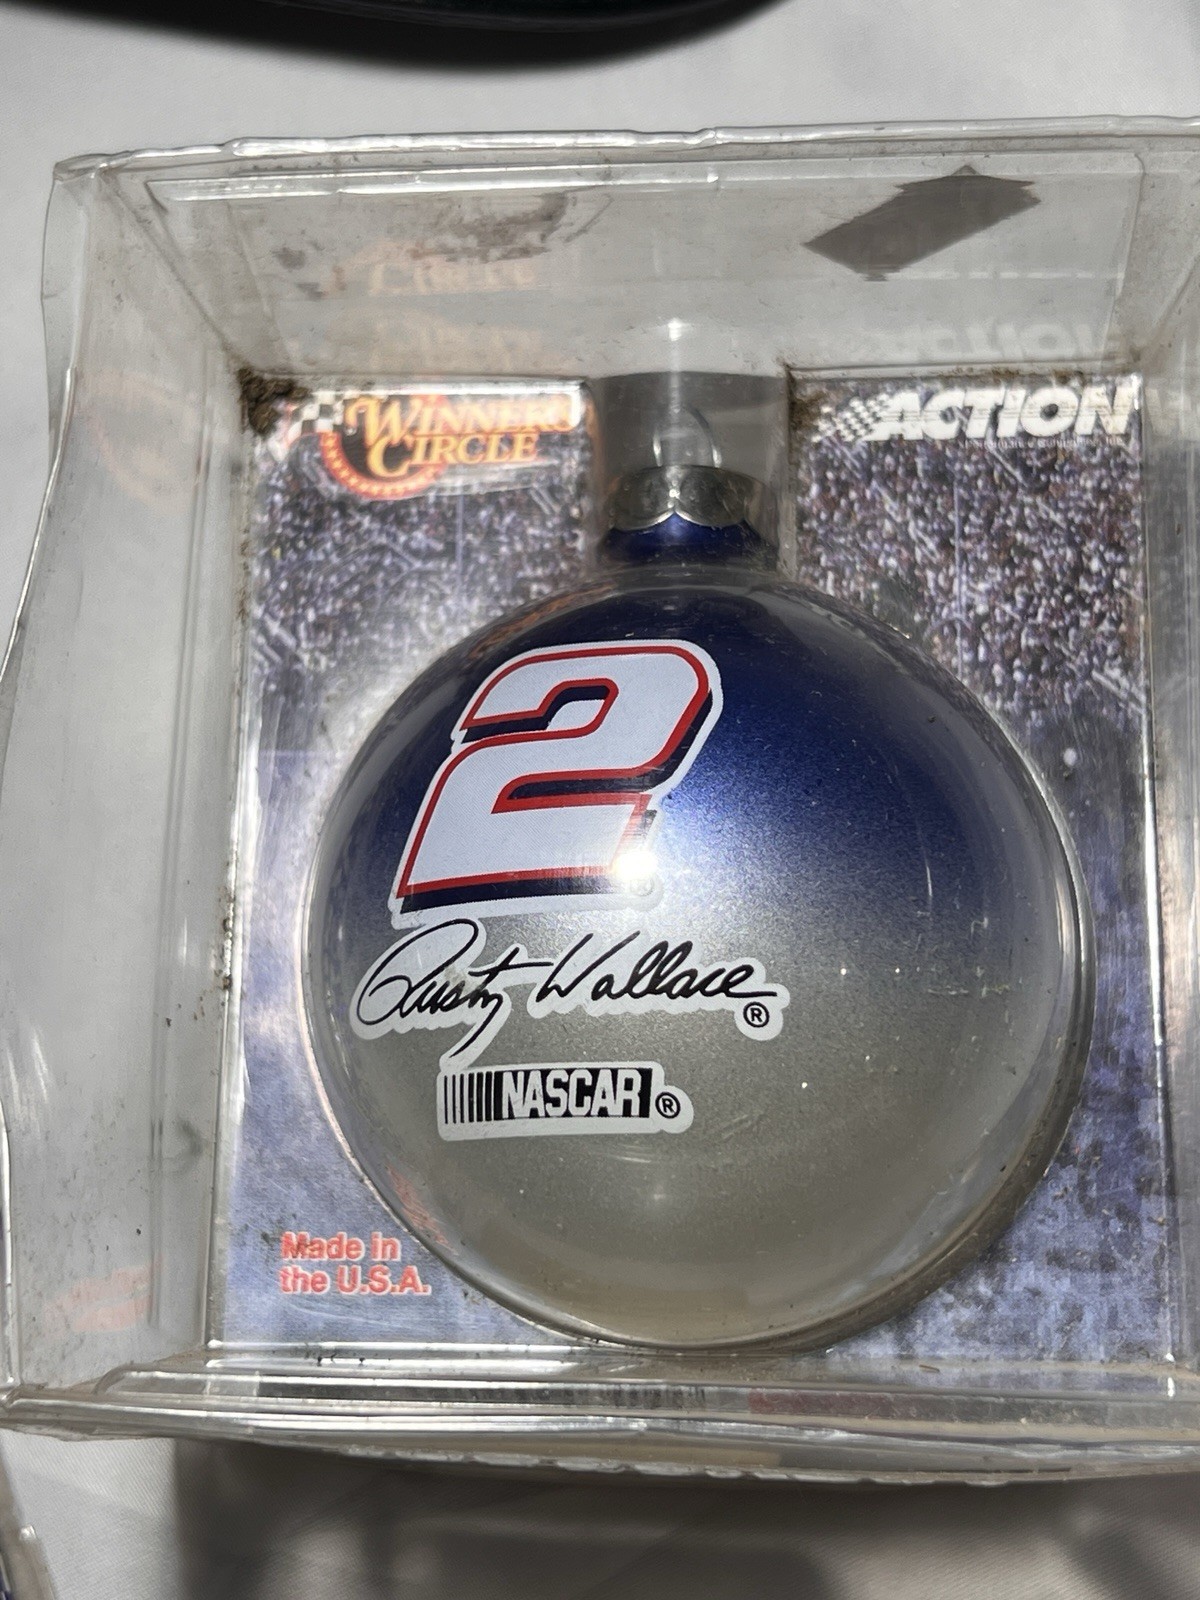 WINNER'S
CIRCLE
ACTION
2
®
Rusty Wallace
®
NASCAR ®
Made in
the U.S.A.